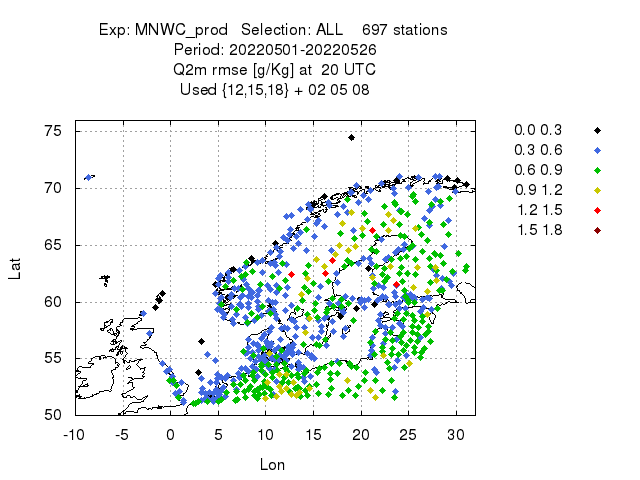 Exp: MNWC_prod   Selection: ALL    697 stations
Period: 20220501-20220526
Q2m rmse [g/Kg] at  20 UTC
Used {12,15,18} + 02 05 08
75
70
65
60
55
50
Lat
-10 -5 0 5 10 15 20 25 30
Lon
0.0 0.3
0.3 0.6
0.6 0.9
0.9 1.2
1.2 1.5
1.5 1.8